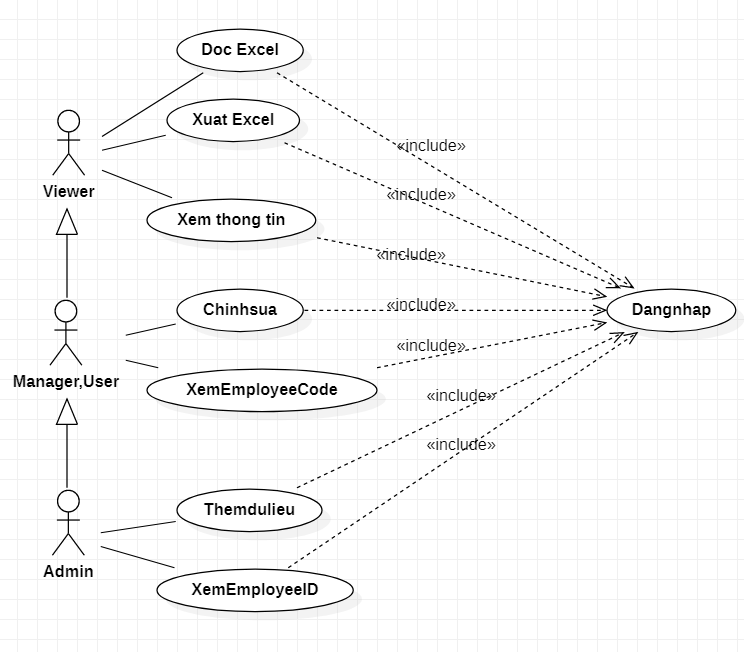 Doc Excel
Xuat Excel
«include»
Viewer
«include»
Xem thong tin
«include»
Chinhsua
«include»
Dangnhap
«include»
Manager,User
XemEmployeeCode
«include»
«include»
Themdulieu
Admin
XemEmployeeID